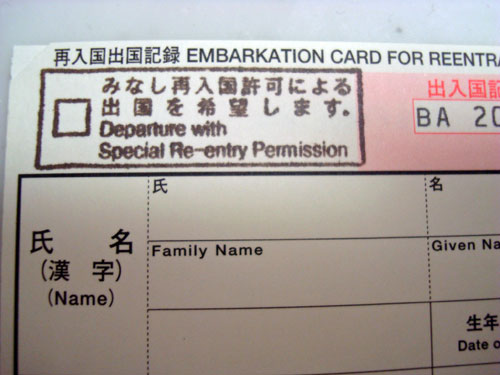 再入国出国記録 EMBARKATION CARD FOR REENTRA
みなし再入国許可による
出国を希望します。
Departure with
Special Re-entry Permission
出入国記
BA 20
氏 名
(漢 字)
(Name)
氏
Family Name
名
Given Na
生年
Date o